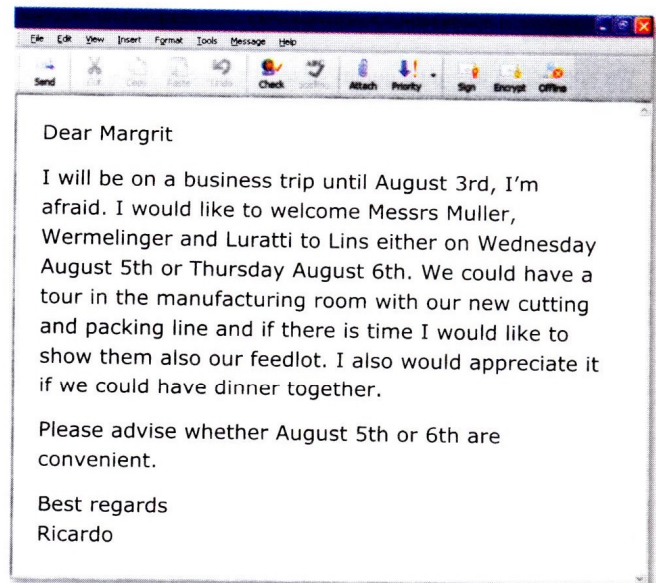 File Edit View Insert Format Tools Message Help
Send Cut Copy Paste Undo Check Attach Priority Sign Encrypt Offline
Dear Margrit
I will be on a business trip until August 3rd, I'm
afraid. I would like to welcome Messrs Muller,
Wermelinger and Luratti to Lins either on Wednesday
August 5th or Thursday August 6th. We could have a
tour in the manufacturing room with our new cutting
and packing line and if there is time I would like to
show them also our feedlot. I also would appreciate it
if we could have dinner together.
Please advise whether August 5th or 6th are
convenient.
Best regards
Ricardo